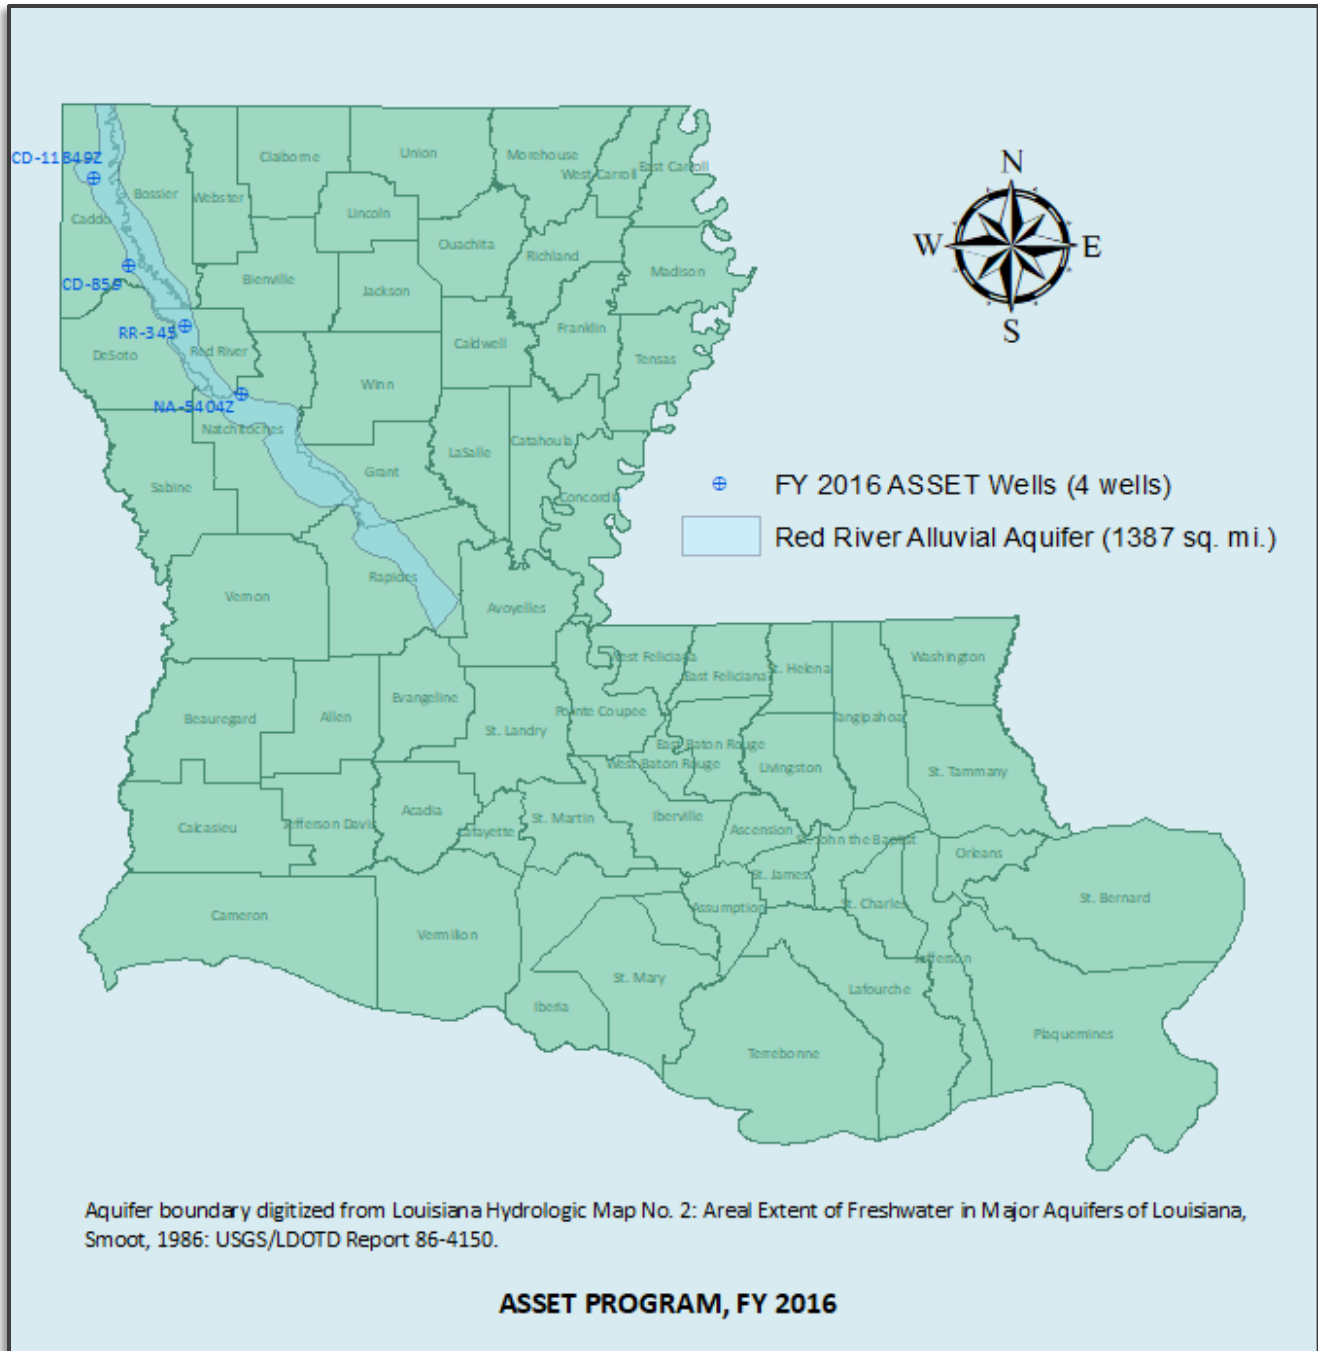 N
W
E
S
CD-11849Z
Claiborne
Union
Morehouse
West Carroll
East Carroll
Bossier
Webster
Caddo
Lincoln
Ouachita
Richland
Madison
Bienville
Jackson
CD-859
RR-345
Red River
DeSoto
Caldwell
Franklin
Tensas
Winn
NA-5404Z
Natchitoches
Grant
LaSalle
Catahoula
Sabine
Concordia
FY 2016 ASSET Wells (4 wells)
Red River Alluvial Aquifer (1387 sq. mi.)
Rapides
Vernon
Avoyelles
West Feliciana
East Feliciana
St. Helena
Washington
Evangeline
Beauregard
Allen
St. Landry
Pointe Coupee
Tangipahoa
East Baton Rouge
West Baton Rouge
Livingston
St. Tammany
Calcasieu
Jefferson Davis
Acadia
Lafayette
St. Martin
Iberville
Ascension
St. John the Baptist
Orleans
St. James
Cameron
Vermilion
Assumption
St. Charles
St. Bernard
Jefferson
St. Mary
Iberia
Lafourche
Terrebonne
Plaquemines
Aquifer boundary digitized from Louisiana Hydrologic Map No. 2: Areal Extent of Freshwater in Major Aquifers of Louisiana,
Smoot, 1986: USGS/LDOTD Report 86-4150.
ASSET PROGRAM, FY 2016